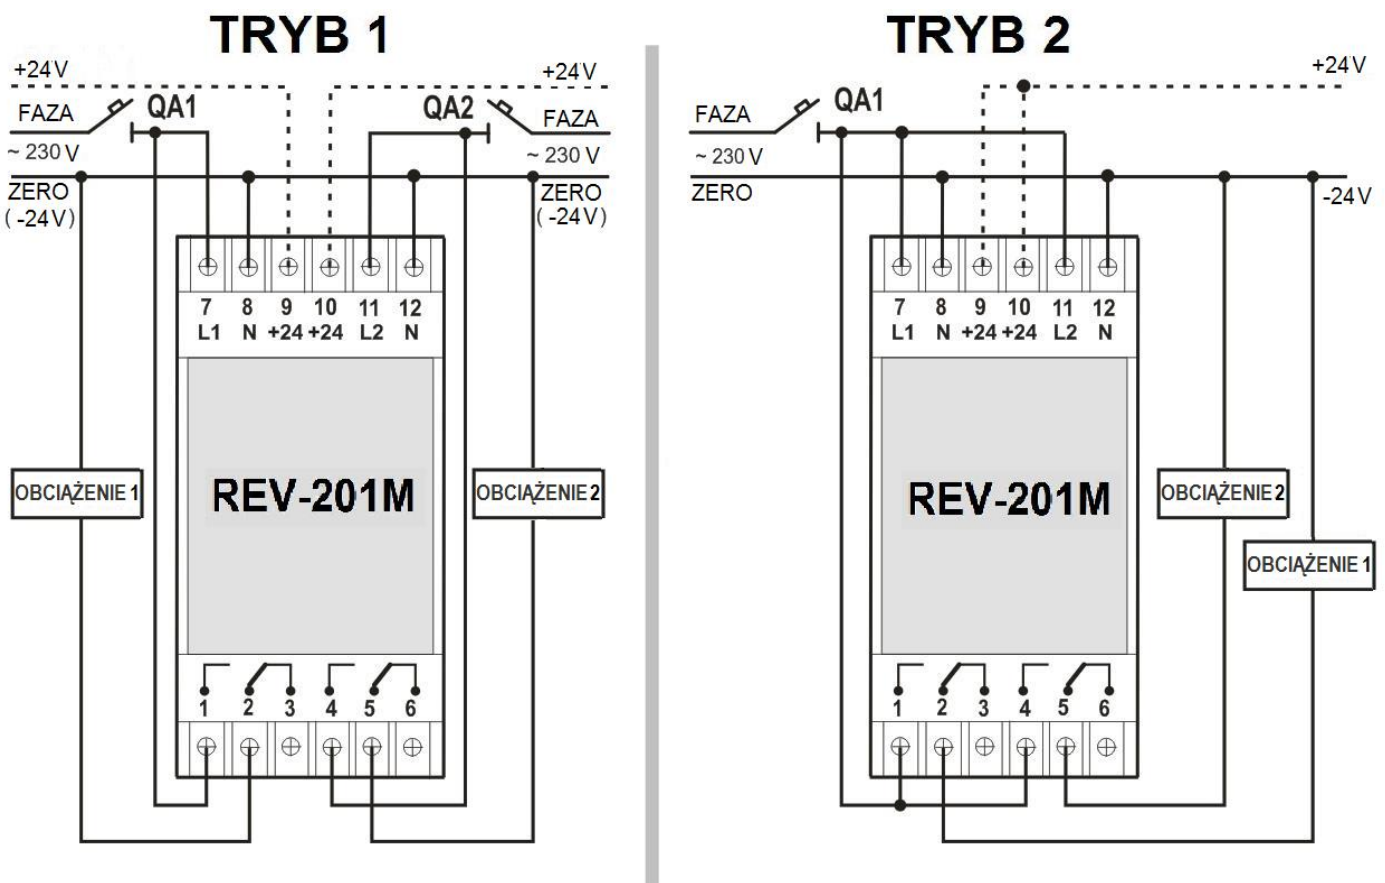 TRYB 1
+24V
+24V
FAZA
QA1
QA2
FAZA
~ 230 V
~ 230 V
ZERO
ZERO
( -24V)
( -24V)
7 8 9 10 11 12
L1 N +24 +24 L2 N
OBCIĄŻENIE 1
REV-201M
OBCIĄŻENIE 2
1 2 3 4 5 6
TRYB 2
+24V
FAZA
QA1
~ 230 V
ZERO
-24V
7 8 9 10 11 12
L1 N +24 +24 L2 N
REV-201M
OBCIĄŻENIE 2
OBCIĄŻENIE 1
1 2 3 4 5 6